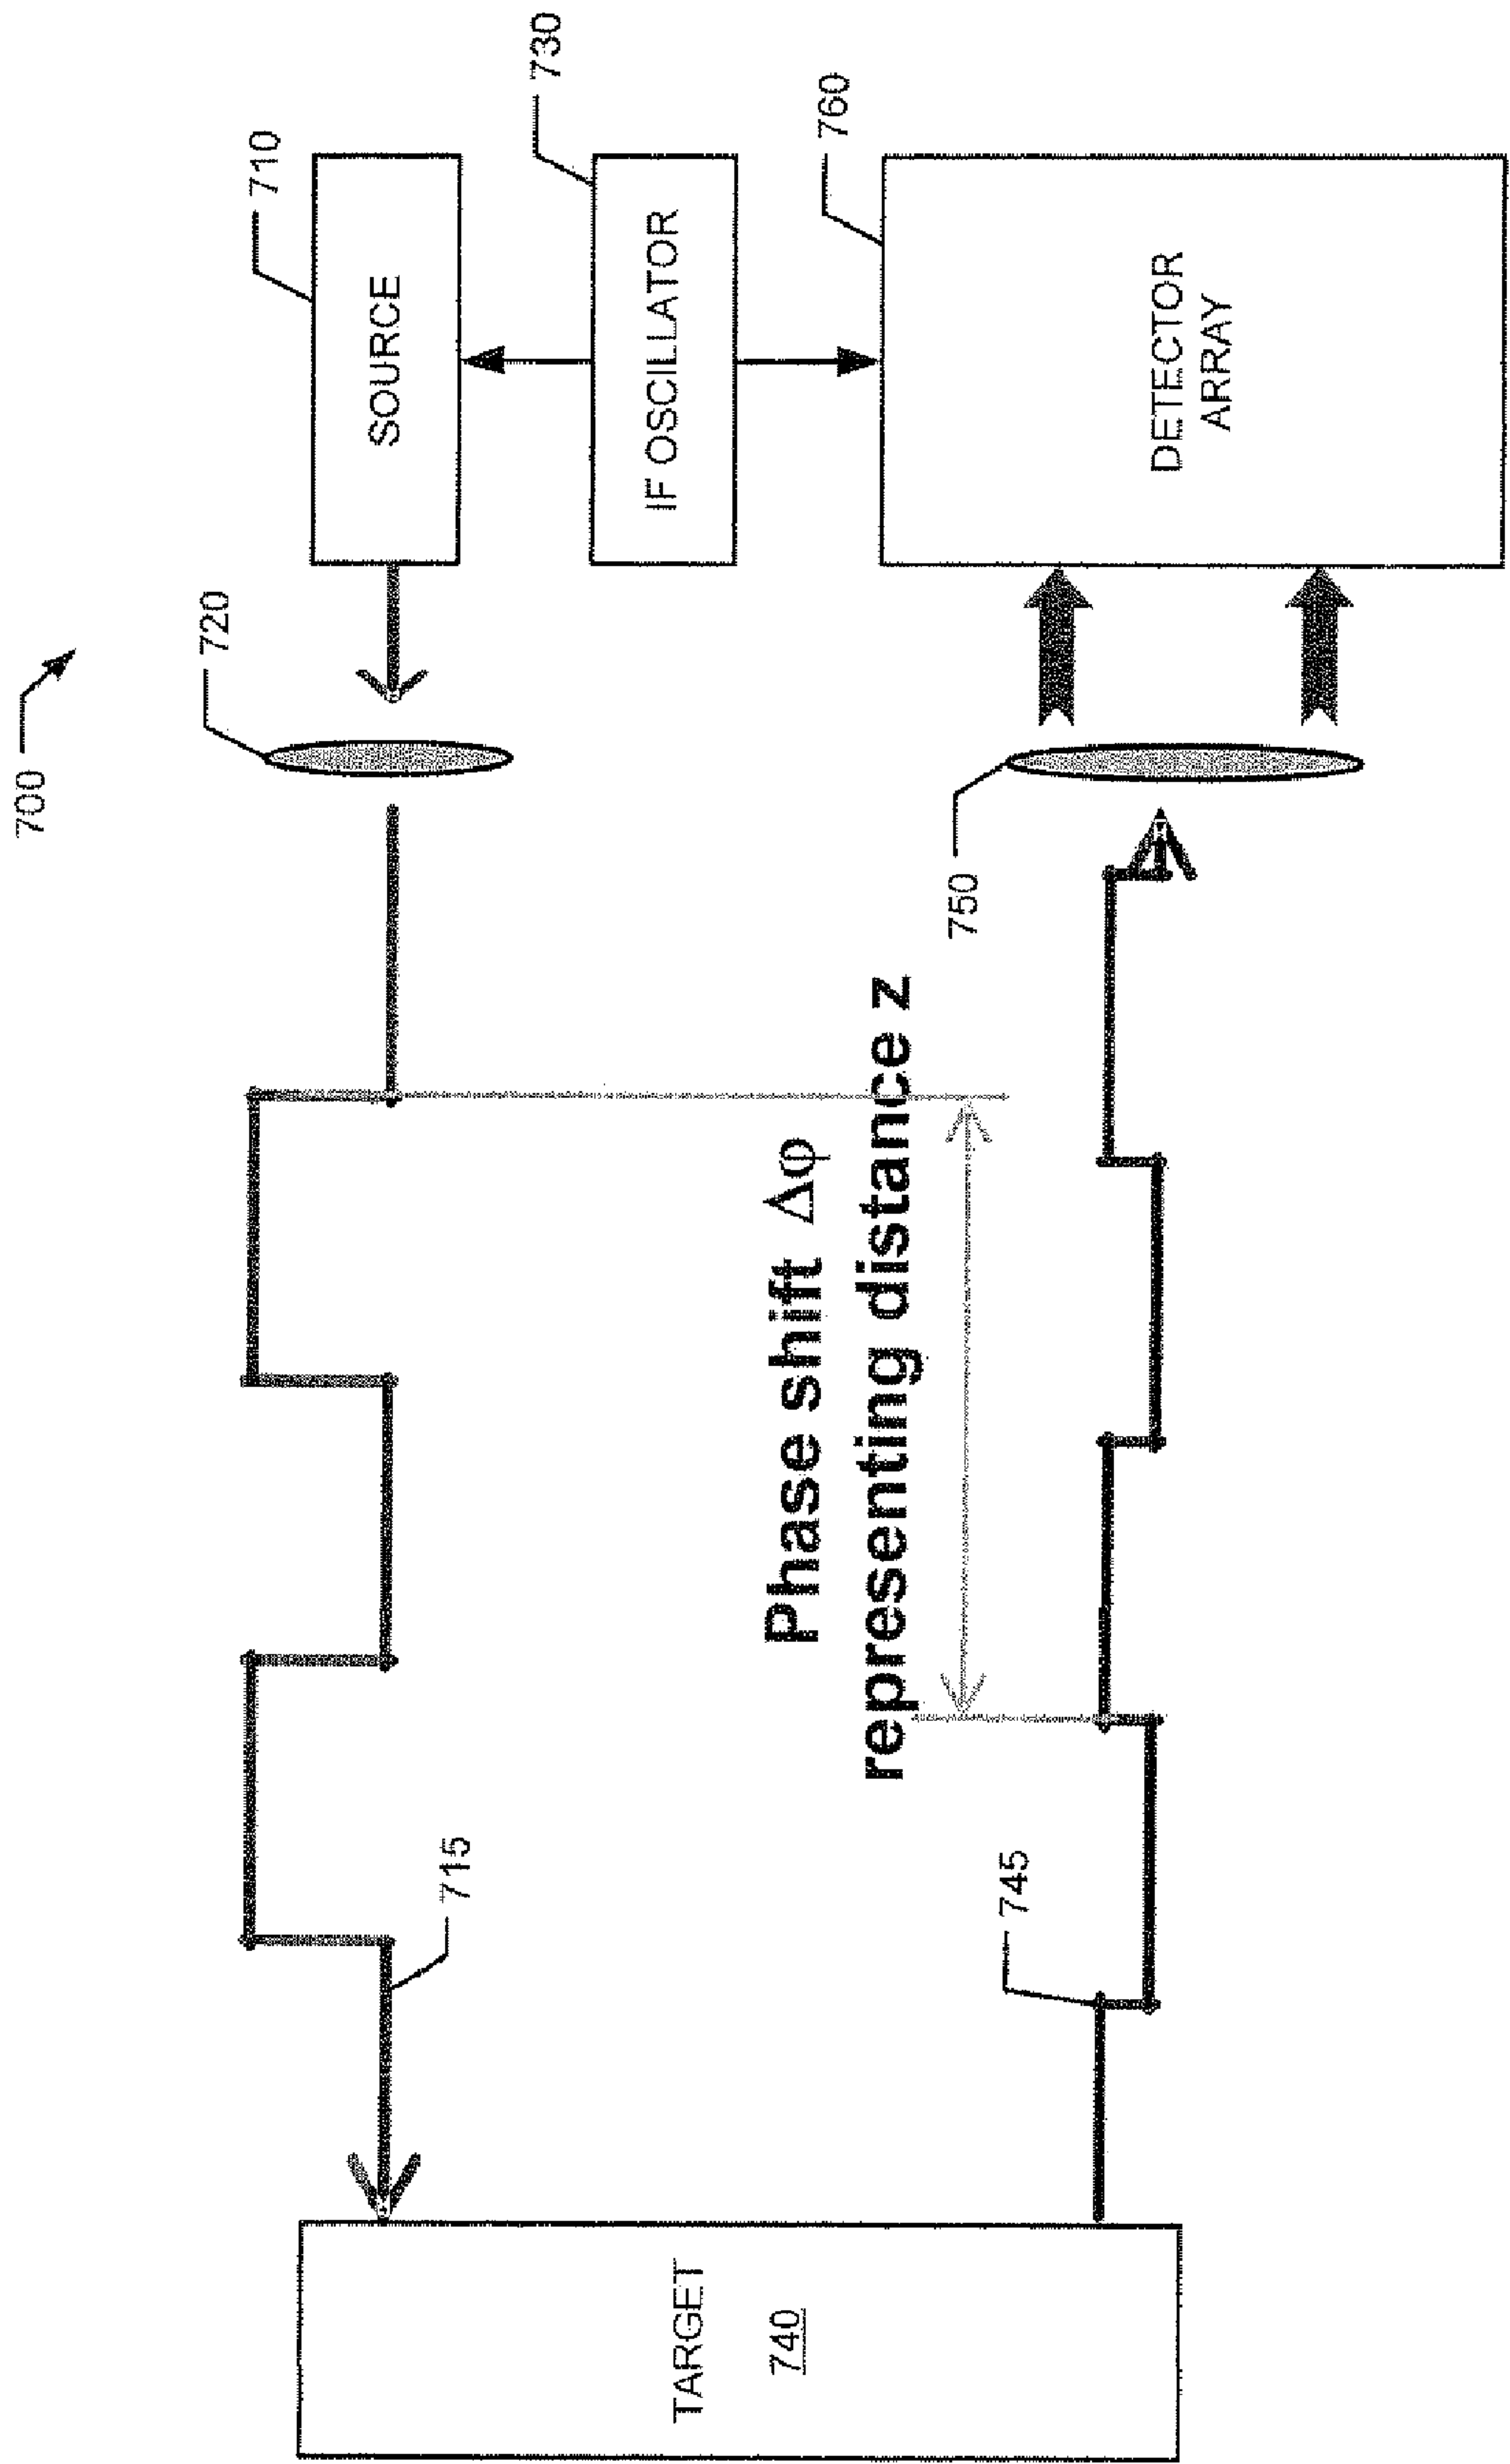 700
710
SOURCE
720
730
IF OSCILLATOR
760
DETECTOR
ARRAY
750
Phase shift Δφ
representing distance z
715
745
TARGET
740